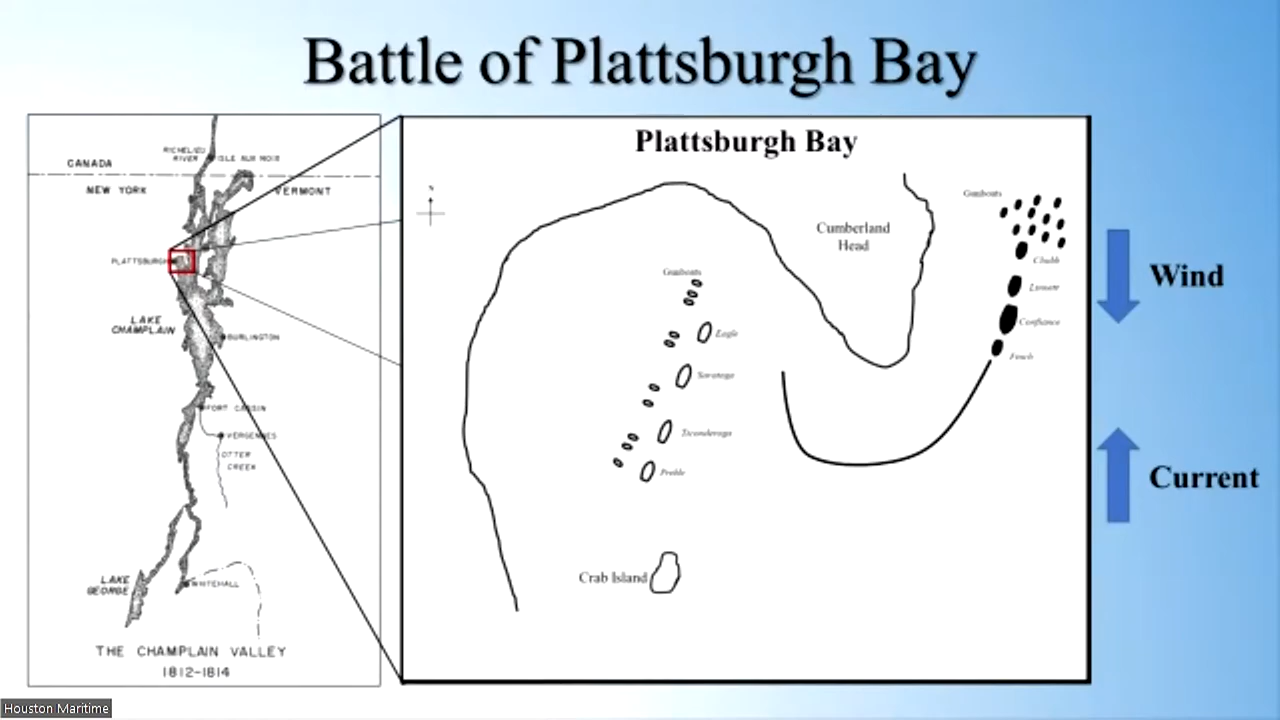 Battle of Plattsburgh Bay
RICHELIEU
RIVER
ISLE AUX NOIX
CANADA
NEW YORK
VERMONT
PLATTSBURGH
LAKE
CHAMPLAIN
BURLINGTON
FORT CASSIN
VERGENNES
OTTER
CREEK
LAKE
GEORGE
WHITEHALL
THE CHAMPLAIN VALLEY
1812-1814
Plattsburgh Bay
N
Cumberland
Head
Gunboats
Chubb
Linnett
Confiance
Finch
Gunboats
Eagle
Saratoga
Ticonderoga
Preble
Crab Island
Wind
Current
Houston Maritime